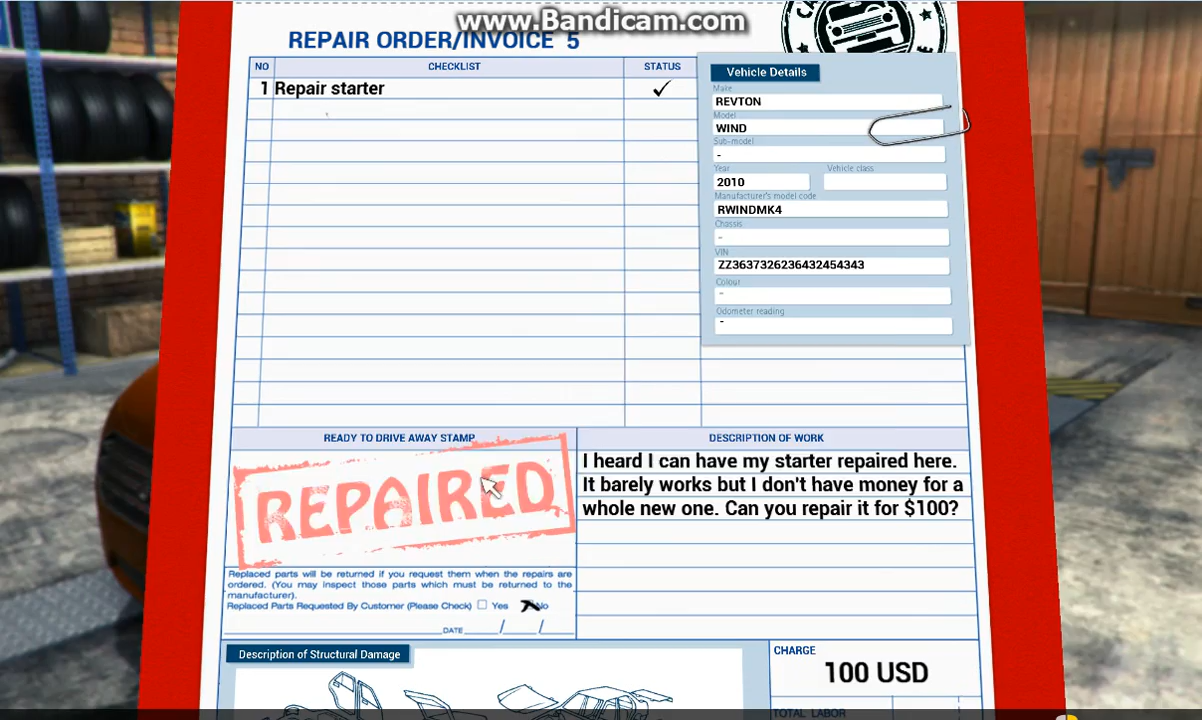 www.Bandicam.com
REPAIR ORDER/INVOICE 5
NO CHECKLIST STATUS
1 Repair starter ✓
Vehicle Details
Make
REVTON
Model
WIND
Sub-model
-
Year Vehicle class
2010
Manufacturer's model code
RWINDMK4
Chassis
-
VIN
ZZ3637326236432454343
Colour
-
Odometer reading
-
READY TO DRIVE AWAY STAMP
REPAIRED
DESCRIPTION OF WORK
I heard I can have my starter repaired here.
It barely works but I don't have money for a
whole new one. Can you repair it for $100?
Replaced parts will be returned if you request them when the repairs are
ordered. (You may inspect those parts which must be returned to the
manufacturer).
Replaced Parts Requested By Customer (Please Check) Yes No
DATE / /
Description of Structural Damage
CHARGE
100 USD
TOTAL LABOR